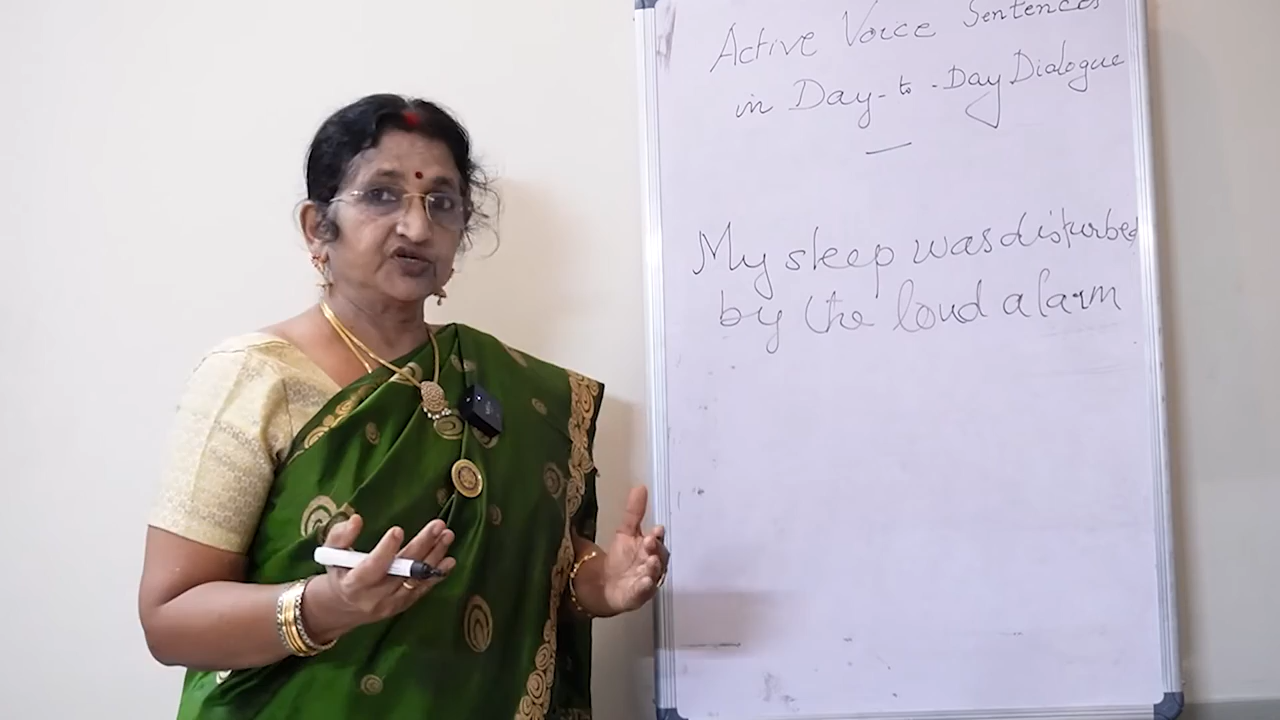 Active Voice Sentences
in Day-to-Day Dialogue
My sleep was disturbed
by the loud alarm